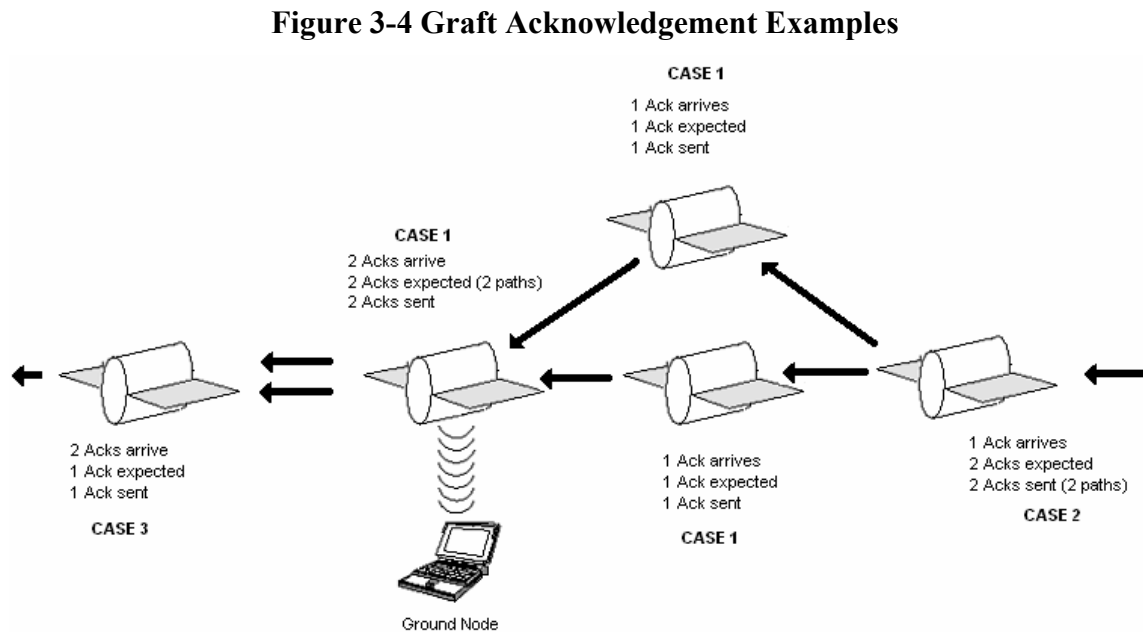 Figure 3-4 Graft Acknowledgement Examples
CASE 1
1 Ack arrives
1 Ack expected
1 Ack sent
CASE 1
2 Acks arrive
2 Acks expected (2 paths)
2 Acks sent
2 Acks arrive
1 Ack expected
1 Ack sent
CASE 3
1 Ack arrives
1 Ack expected
1 Ack sent
CASE 1
1 Ack arrives
2 Acks expected
2 Acks sent (2 paths)
CASE 2
Ground Node